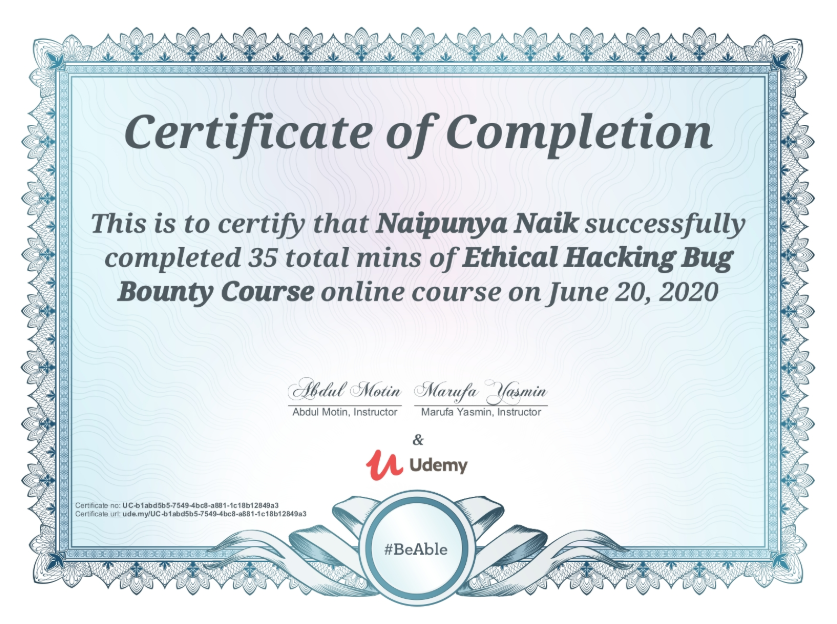 Certificate of Completion
This is to certify that Naipunya Naik successfully
completed 35 total mins of Ethical Hacking Bug
Bounty Course online course on June 20, 2020
Abdul Motin Marufa Yasmin
Abdul Motin, Instructor Marufa Yasmin, Instructor
&
Udemy
Certificate no: UC-b1abd5b5-7549-4bc8-a881-1c18b12849a3
Certificate url: ude.my/UC-b1abd5b5-7549-4bc8-a881-1c18b12849a3
#BeAble